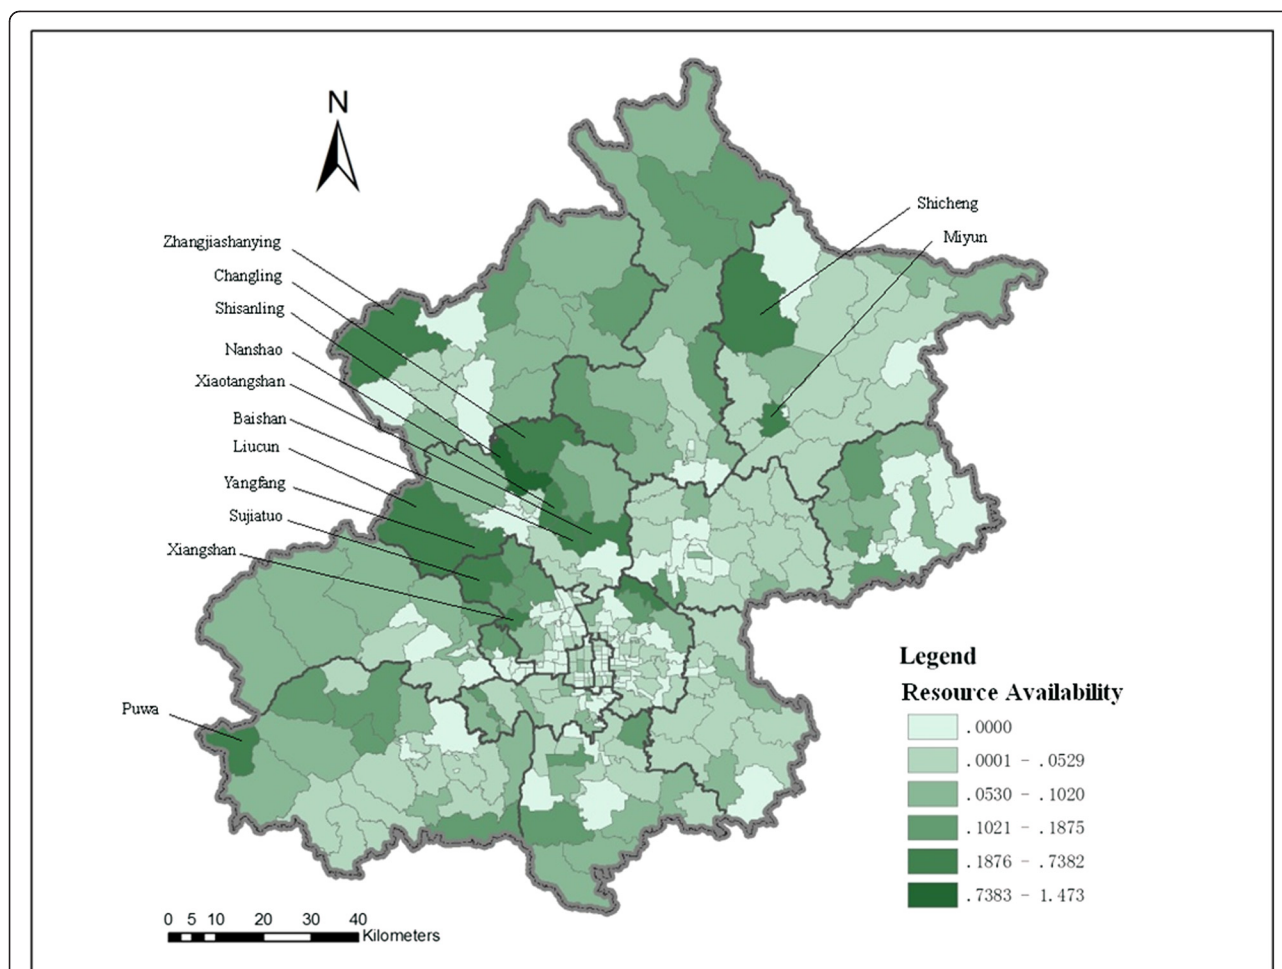 N
Shicheng
Miyun
Zhangjiashanying
Changling
Shisanling
Nanshao
Xiaotangshan
Baishan
Liucun
Yangfang
Sujiatuo
Xiangshan
Puwa
Legend
Resource Availability
.0000
.0001 - .0529
.0530 - .1020
.1021 - .1875
.1876 - .7382
.7383 - 1.473
0 5 10 20 30 40
Kilometers